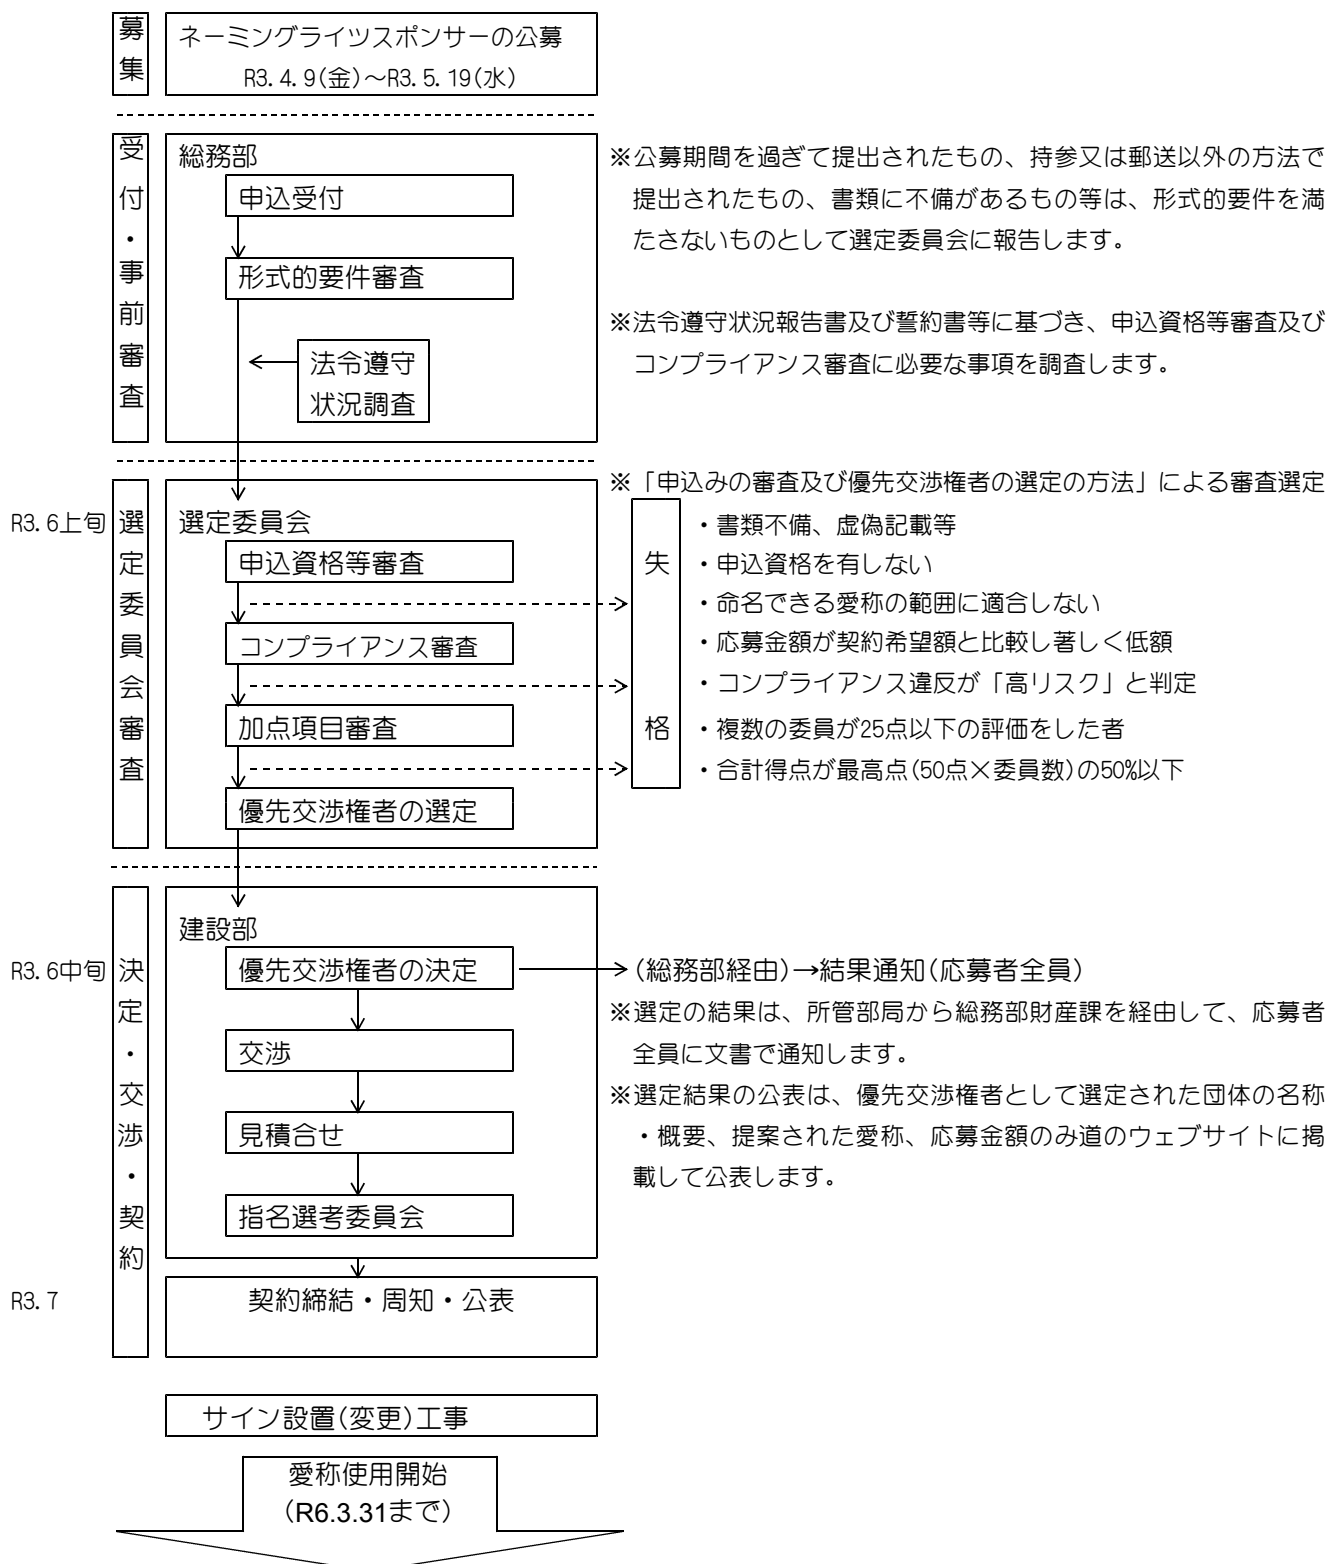 募集
ネーミングライツスポンサーの公募
R3.4.9(金)～R3.5.19(水)
受付・事前審査
総務部
申込受付
形式的要件審査
法令遵守
状況調査
※公募期間を過ぎて提出されたもの、持参又は郵送以外の方法で
提出されたもの、書類に不備があるもの等は、形式的要件を満
たさないものとして選定委員会に報告します。
※法令遵守状況報告書及び誓約書等に基づき、申込資格等審査及び
コンプライアンス審査に必要な事項を調査します。
R3.6上旬
選定委員会審査
選定委員会
申込資格等審査
コンプライアンス審査
加点項目審査
優先交渉権者の選定
※「申込みの審査及び優先交渉権者の選定の方法」による審査選定
失格
・書類不備、虚偽記載等
・申込資格を有しない
・命名できる愛称の範囲に適合しない
・応募金額が契約希望額と比較し著しく低額
・コンプライアンス違反が「高リスク」と判定
・複数の委員が25点以下の評価をした者
・合計得点が最高点(50点×委員数)の50%以下
R3.6中旬
決定・交渉・契約
建設部
優先交渉権者の決定
交渉
見積合せ
指名選考委員会
(総務部経由)→結果通知(応募者全員)
※選定の結果は、所管部局から総務部財産課を経由して、応募者
全員に文書で通知します。
※選定結果の公表は、優先交渉権者として選定された団体の名称
・概要、提案された愛称、応募金額のみ道のウェブサイトに掲
載して公表します。
R3.7
契約締結・周知・公表
サイン設置(変更)工事
愛称使用開始
(R6.3.31まで)